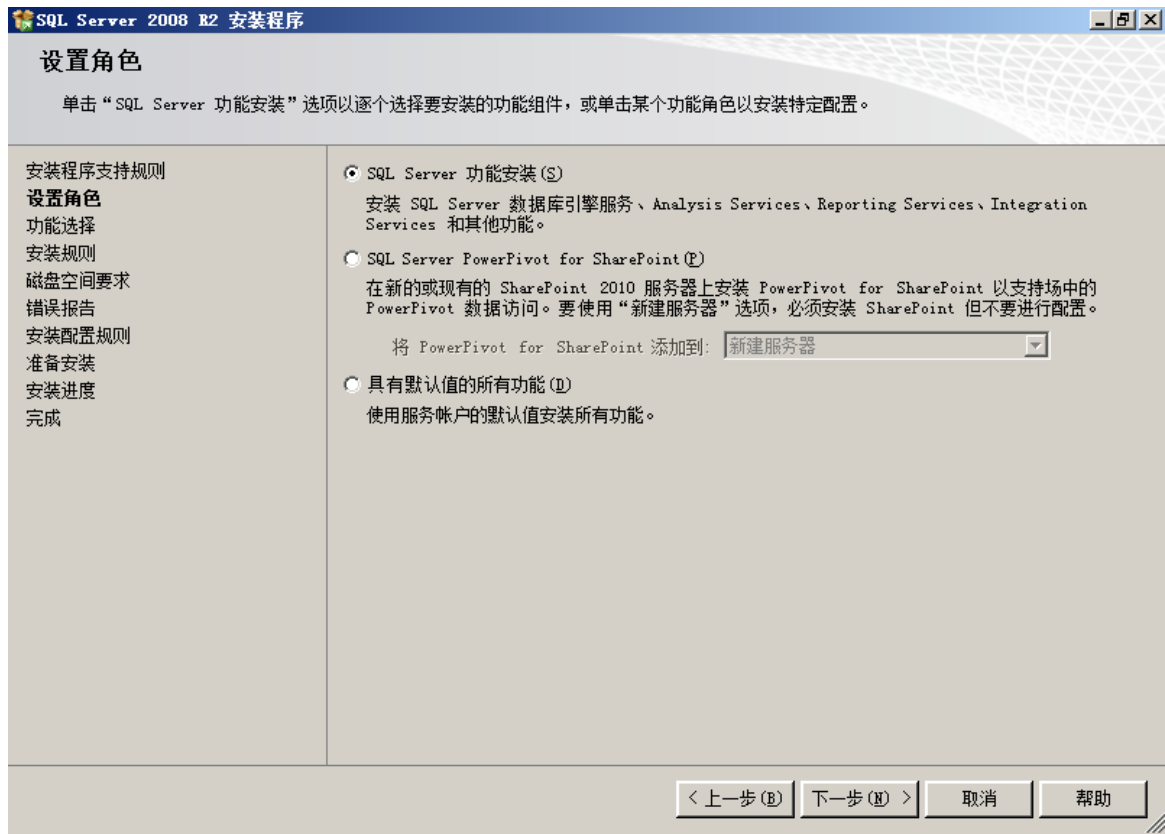 SQL Server 2008 R2 安装程序
设置角色
单击“SQL Server 功能安装”选项以逐个选择要安装的功能组件，或单击某个功能角色以安装特定配置。
安装程序支持规则
设置角色
功能选择
安装规则
磁盘空间要求
错误报告
安装配置规则
准备安装
安装进度
完成
SQL Server 功能安装(S)
安装 SQL Server 数据库引擎服务、Analysis Services、Reporting Services、Integration
Services 和其他功能。
SQL Server PowerPivot for SharePoint(P)
在新的或现有的 SharePoint 2010 服务器上安装 PowerPivot for SharePoint 以支持场中的
PowerPivot 数据访问。要使用“新建服务器”选项，必须安装 SharePoint 但不要进行配置。
将 PowerPivot for SharePoint 添加到: 新建服务器
具有默认值的所有功能(D)
使用服务帐户的默认值安装所有功能。
< 上一步(B) 下一步(N) > 取消 帮助